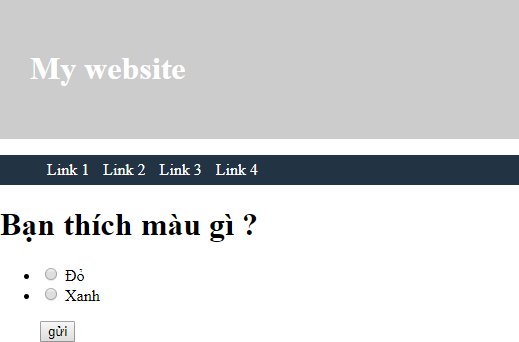 My website
Link 1 Link 2 Link 3 Link 4
Bạn thích màu gì ?
Đỏ
Xanh
gửi